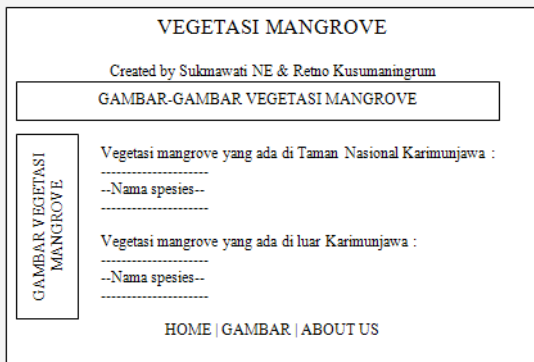 VEGETASI MANGROVE
Created by Sukmawati NE & Retno Kusumaningrum
GAMBAR-GAMBAR VEGETASI MANGROVE
GAMBAR VEGETASI
MANGROVE
Vegetasi mangrove yang ada di Taman Nasional Karimunjawa :
----------------------
--Nama spesies--
----------------------
Vegetasi mangrove yang ada di luar Karimunjawa :
----------------------
--Nama spesies--
----------------------
HOME | GAMBAR | ABOUT US